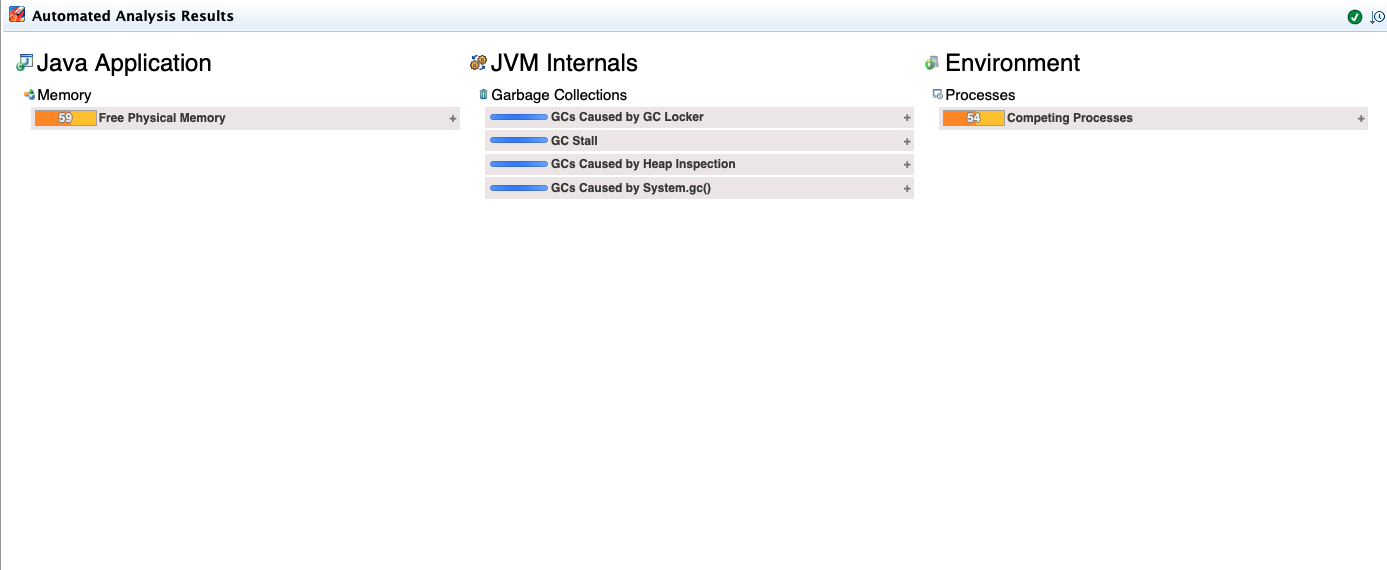 Automated Analysis Results
Java Application
Memory
59 Free Physical Memory +
JVM Internals
Garbage Collections
GCs Caused by GC Locker +
GC Stall +
GCs Caused by Heap Inspection +
GCs Caused by System.gc() +
Environment
Processes
54 Competing Processes +